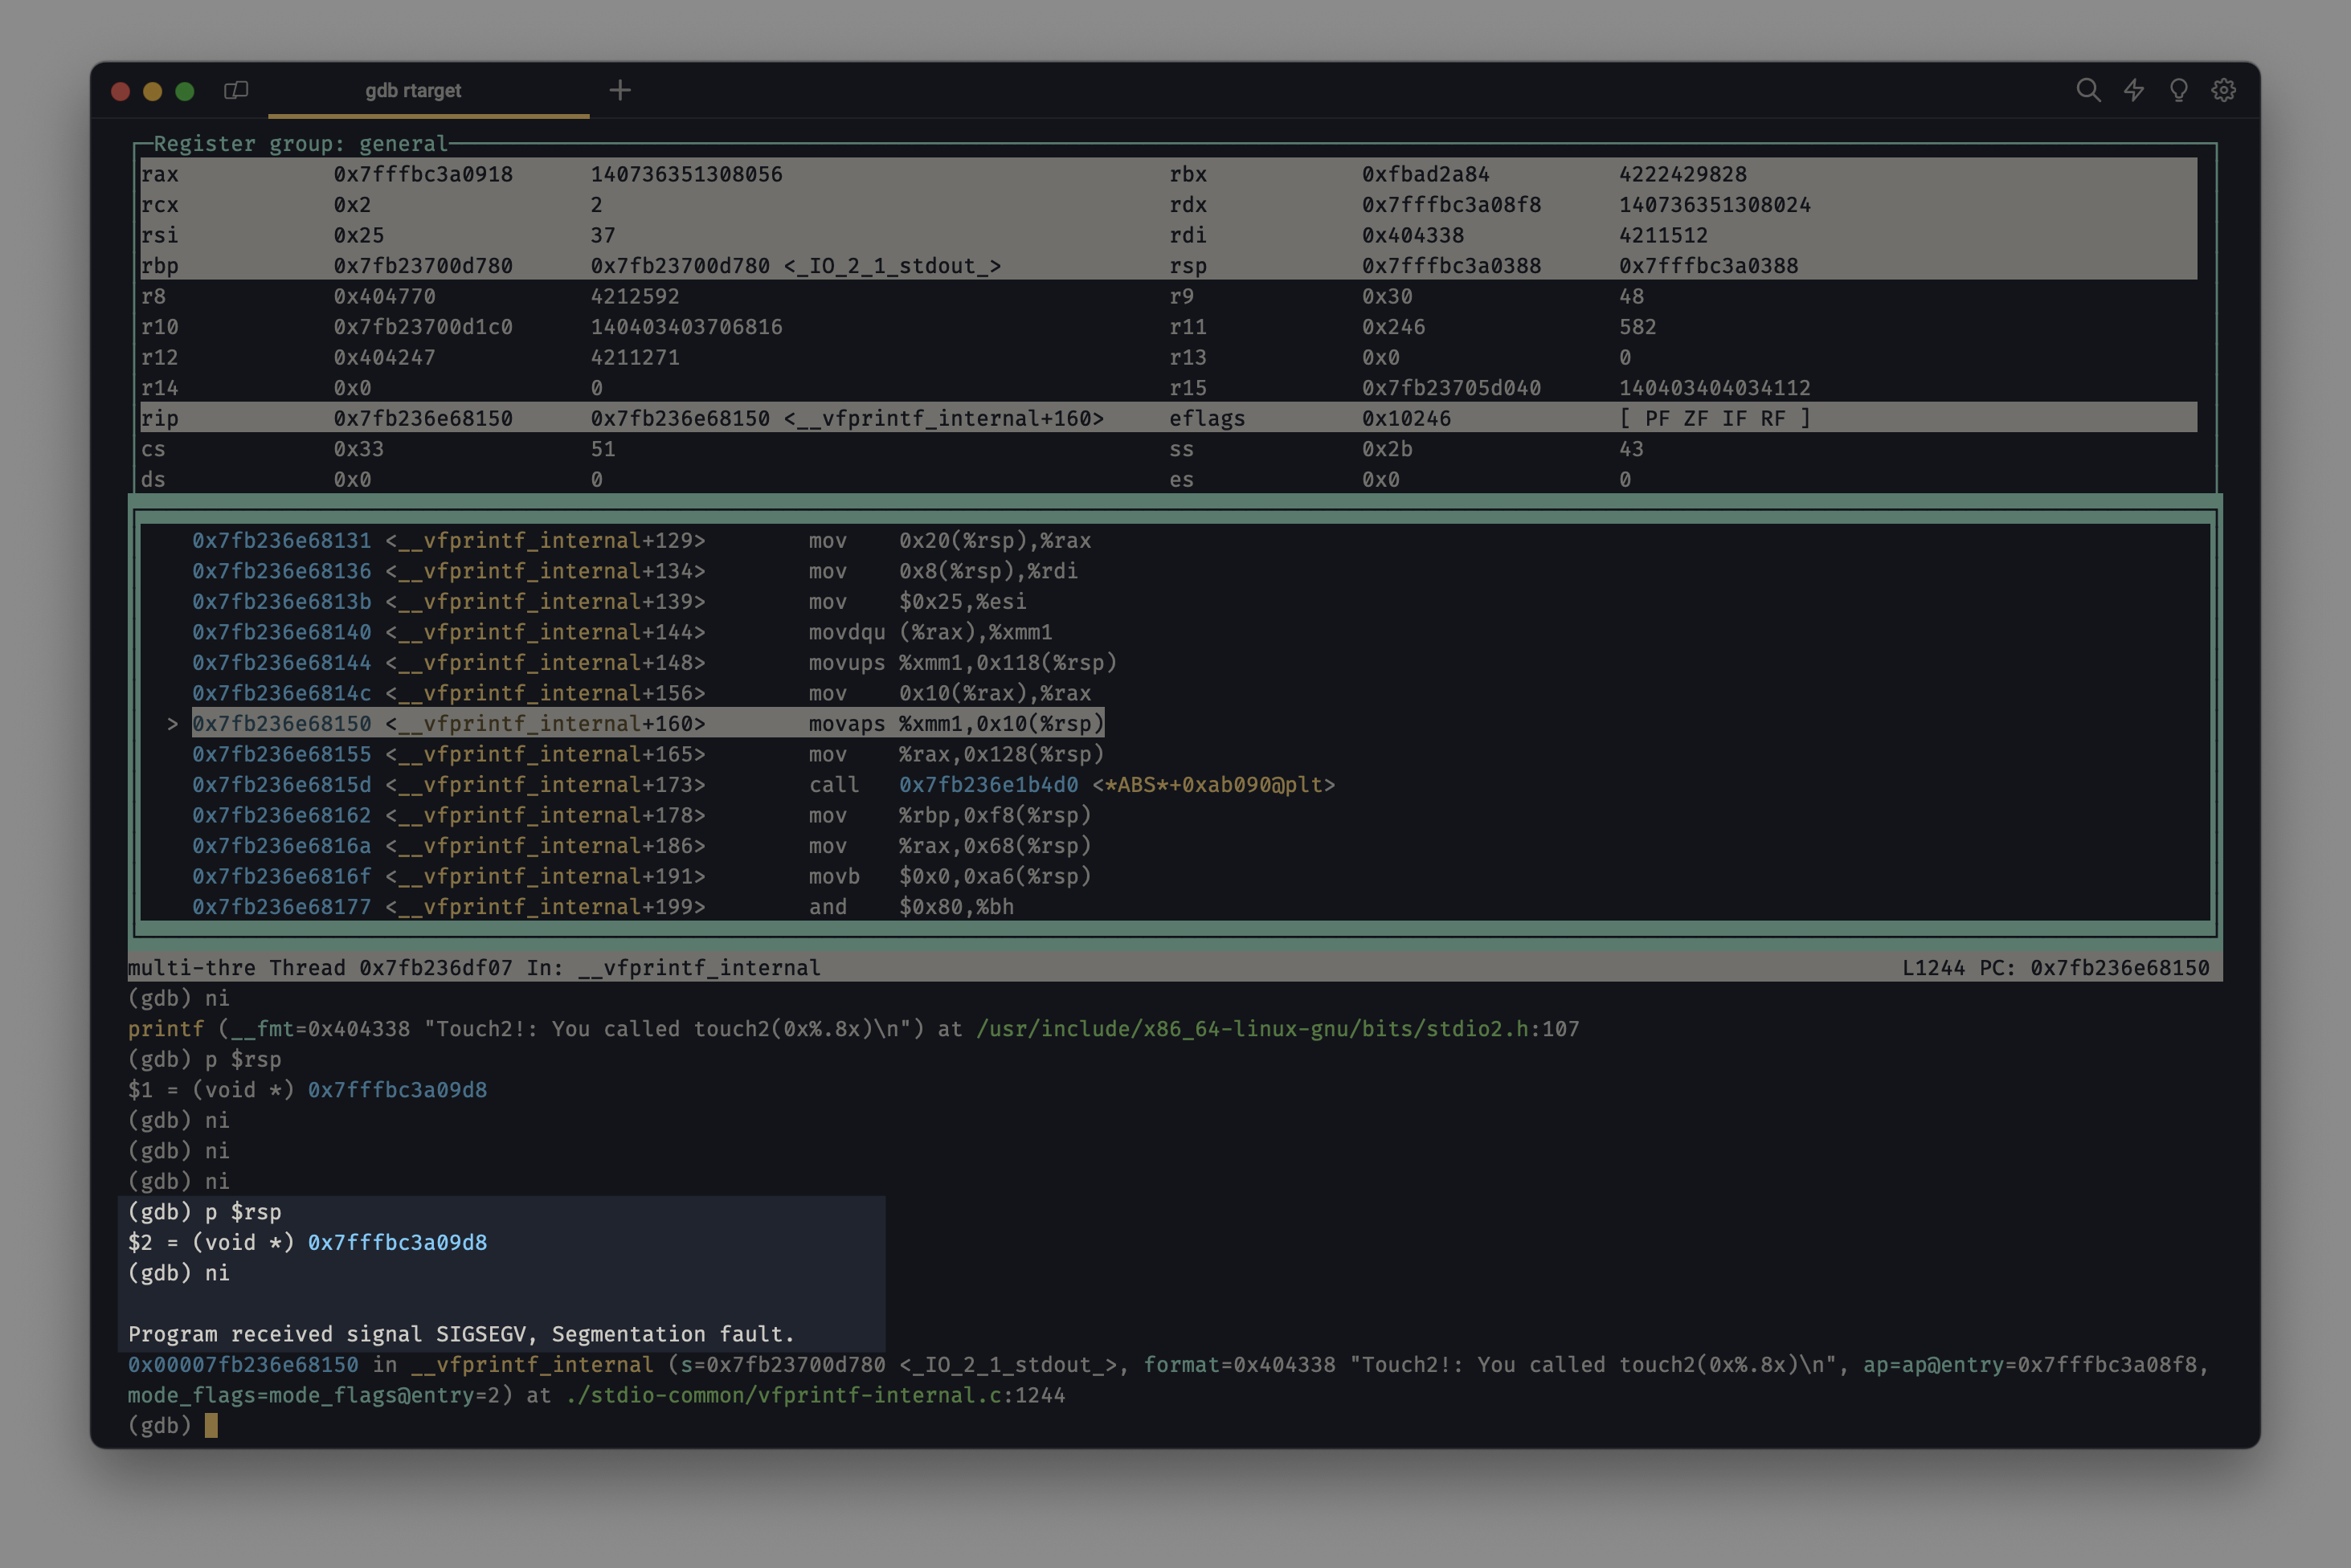 gdb rtarget
Register group: general
rax 0x7fffbc3a0918 140736351308056 rbx 0xfbad2a84 4222429828
rcx 0x2 2 rdx 0x7fffbc3a08f8 140736351308024
rsi 0x25 37 rdi 0x404338 4211512
rbp 0x7fb23700d780 0x7fb23700d780 <_IO_2_1_stdout_> rsp 0x7fffbc3a0388 0x7fffbc3a0388
r8 0x404770 4212592 r9 0x30 48
r10 0x7fb23700d1c0 140403403706816 r11 0x246 582
r12 0x404247 4211271 r13 0x0 0
r14 0x0 0 r15 0x7fb23705d040 140403404034112
rip 0x7fb236e68150 0x7fb236e68150 <__vfprintf_internal+160> eflags 0x10246 [ PF ZF IF RF ]
cs 0x33 51 ss 0x2b 43
ds 0x0 0 es 0x0 0
0x7fb236e68131 <__vfprintf_internal+129> mov 0x20(%rsp),%rax
0x7fb236e68136 <__vfprintf_internal+134> mov 0x8(%rsp),%rdi
0x7fb236e6813b <__vfprintf_internal+139> mov $0x25,%esi
0x7fb236e68140 <__vfprintf_internal+144> movdqu (%rax),%xmm1
0x7fb236e68144 <__vfprintf_internal+148> movups %xmm1,0x118(%rsp)
0x7fb236e6814c <__vfprintf_internal+156> mov 0x10(%rax),%rax
> 0x7fb236e68150 <__vfprintf_internal+160> movaps %xmm1,0x10(%rsp)
0x7fb236e68155 <__vfprintf_internal+165> mov %rax,0x128(%rsp)
0x7fb236e6815d <__vfprintf_internal+173> call 0x7fb236e1b4d0 <*ABS*+0xab090@plt>
0x7fb236e68162 <__vfprintf_internal+178> mov %rbp,0xf8(%rsp)
0x7fb236e6816a <__vfprintf_internal+186> mov %rax,0x68(%rsp)
0x7fb236e6816f <__vfprintf_internal+191> movb $0x0,0xa6(%rsp)
0x7fb236e68177 <__vfprintf_internal+199> and $0x80,%bh
multi-thre Thread 0x7fb236df07 In: __vfprintf_internal L1244 PC: 0x7fb236e68150
(gdb) ni
printf (__fmt=0x404338 "Touch2!: You called touch2(0x%.8x)\n") at /usr/include/x86_64-linux-gnu/bits/stdio2.h:107
(gdb) p $rsp
$1 = (void *) 0x7fffbc3a09d8
(gdb) ni
(gdb) ni
(gdb) ni
(gdb) p $rsp
$2 = (void *) 0x7fffbc3a09d8
(gdb) ni
Program received signal SIGSEGV, Segmentation fault.
0x00007fb236e68150 in __vfprintf_internal (s=0x7fb23700d780 <_IO_2_1_stdout_>, format=0x404338 "Touch2!: You called touch2(0x%.8x)\n", ap=ap@entry=0x7fffbc3a08f8,
mode_flags=mode_flags@entry=2) at ./stdio-common/vfprintf-internal.c:1244
(gdb)